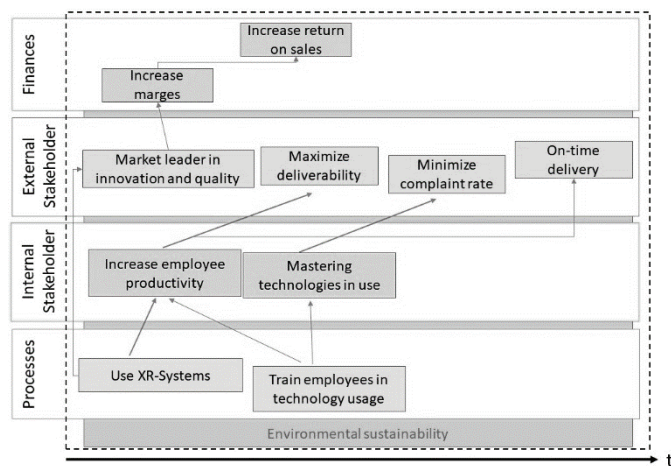 Finances
Increase return
on sales
Increase
marges
External
Stakeholder
Market leader in
innovation and quality
Maximize
deliverability
Minimize
complaint rate
On-time
delivery
Internal
Stakeholder
Increase employee
productivity
Mastering
technologies in use
Processes
Use XR-Systems
Train employees in
technology usage
Environmental sustainability
t